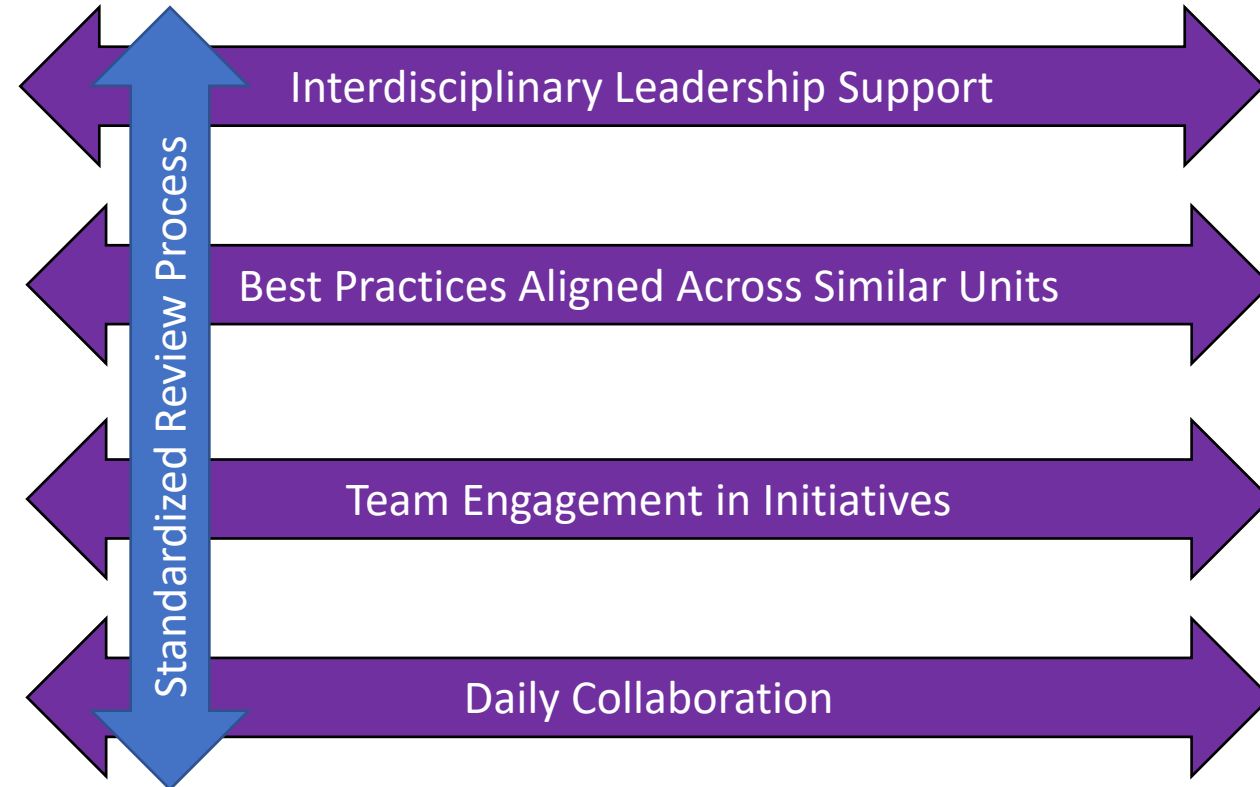 Interdisciplinary Leadership Support
Standardized Review Process
Best Practices Aligned Across Similar Units
Team Engagement in Initiatives
Daily Collaboration